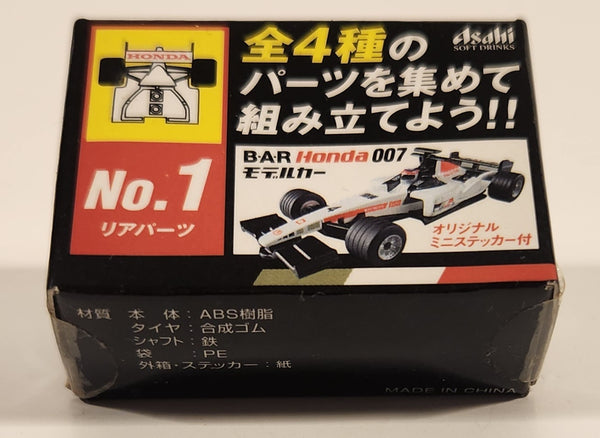 HONDA
全4種の
Asahi
SOFT DRINKS
パーツを集めて
組み立てよう!!
No.1
リアパーツ
B・A・R Honda 007
モデルカー
オリジナル
ミニステッカー付
材質 本体：ABS樹脂
タイヤ：合成ゴム
シャフト：鉄
袋：PE
外箱・ステッカー：紙
MADE IN CHINA